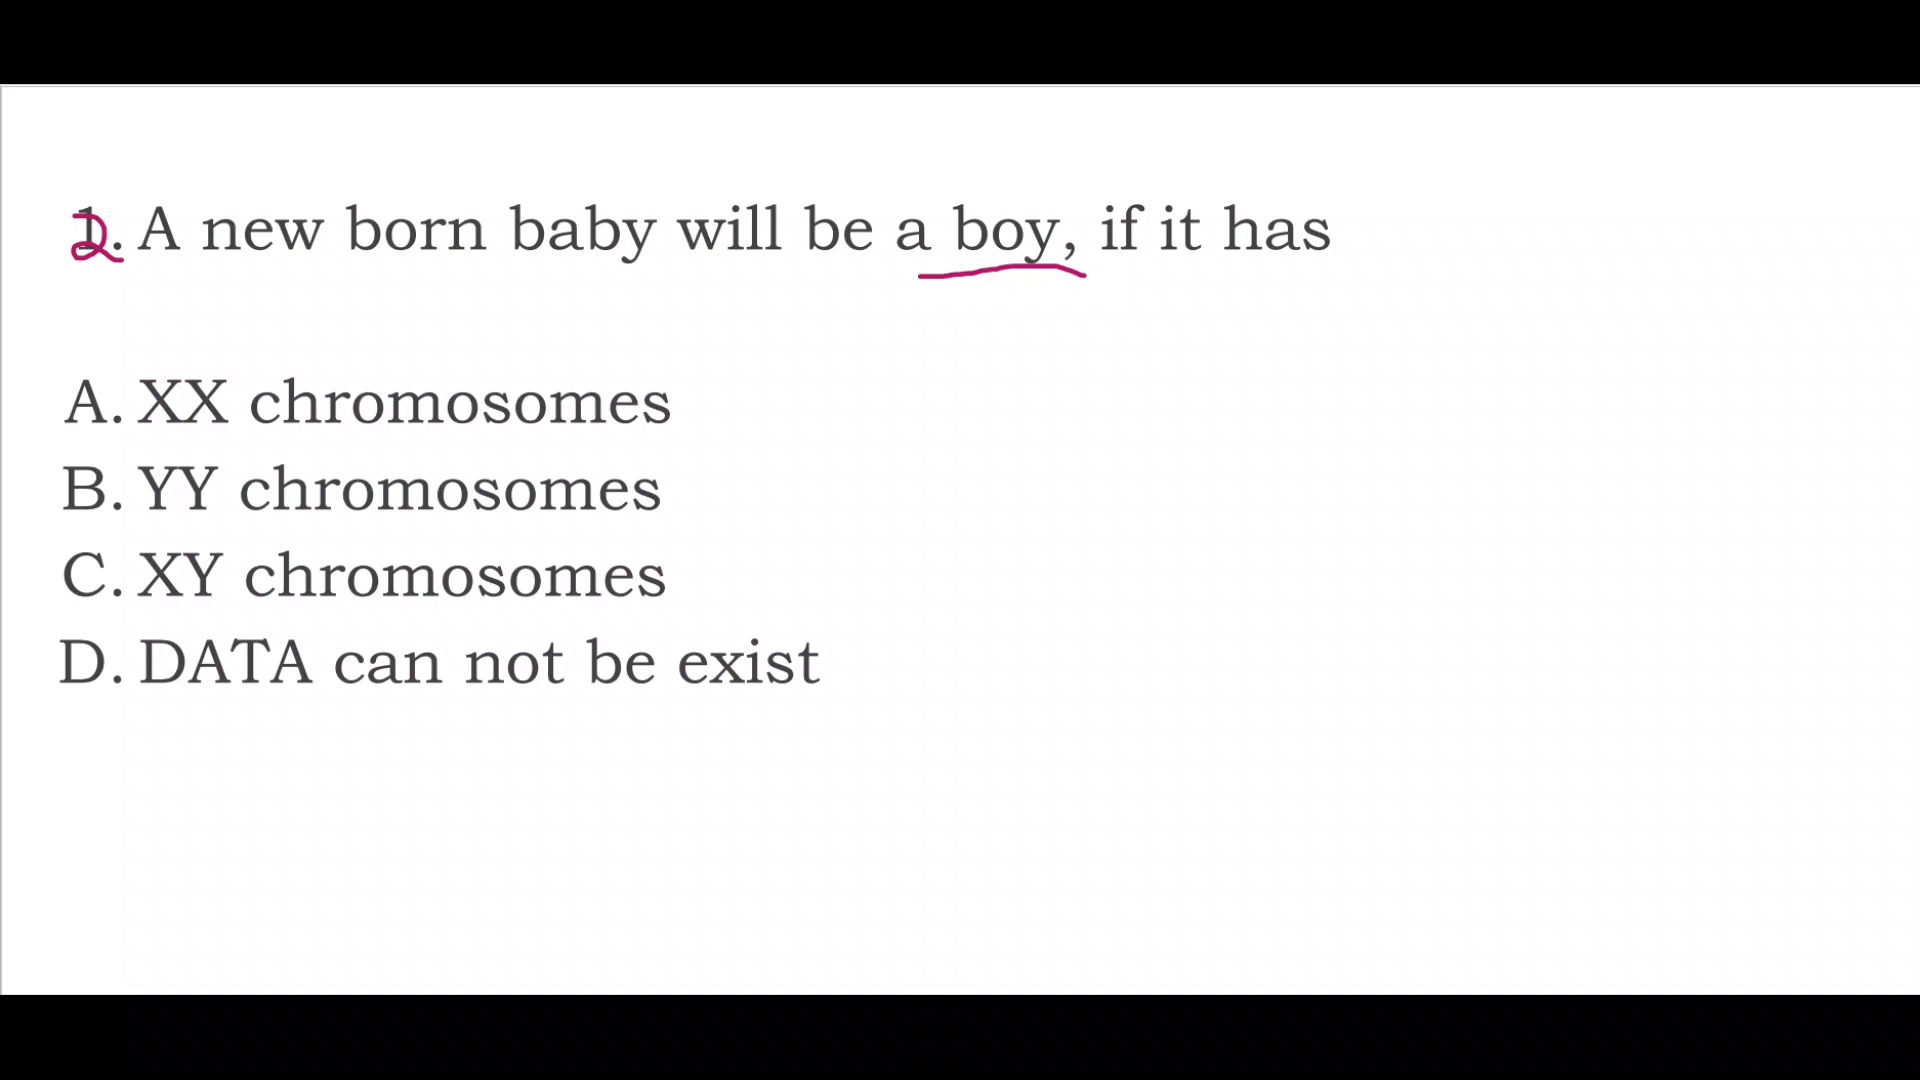 2. A new born baby will be a boy, if it has
A. XX chromosomes
B. YY chromosomes
C. XY chromosomes
D. DATA can not be exist